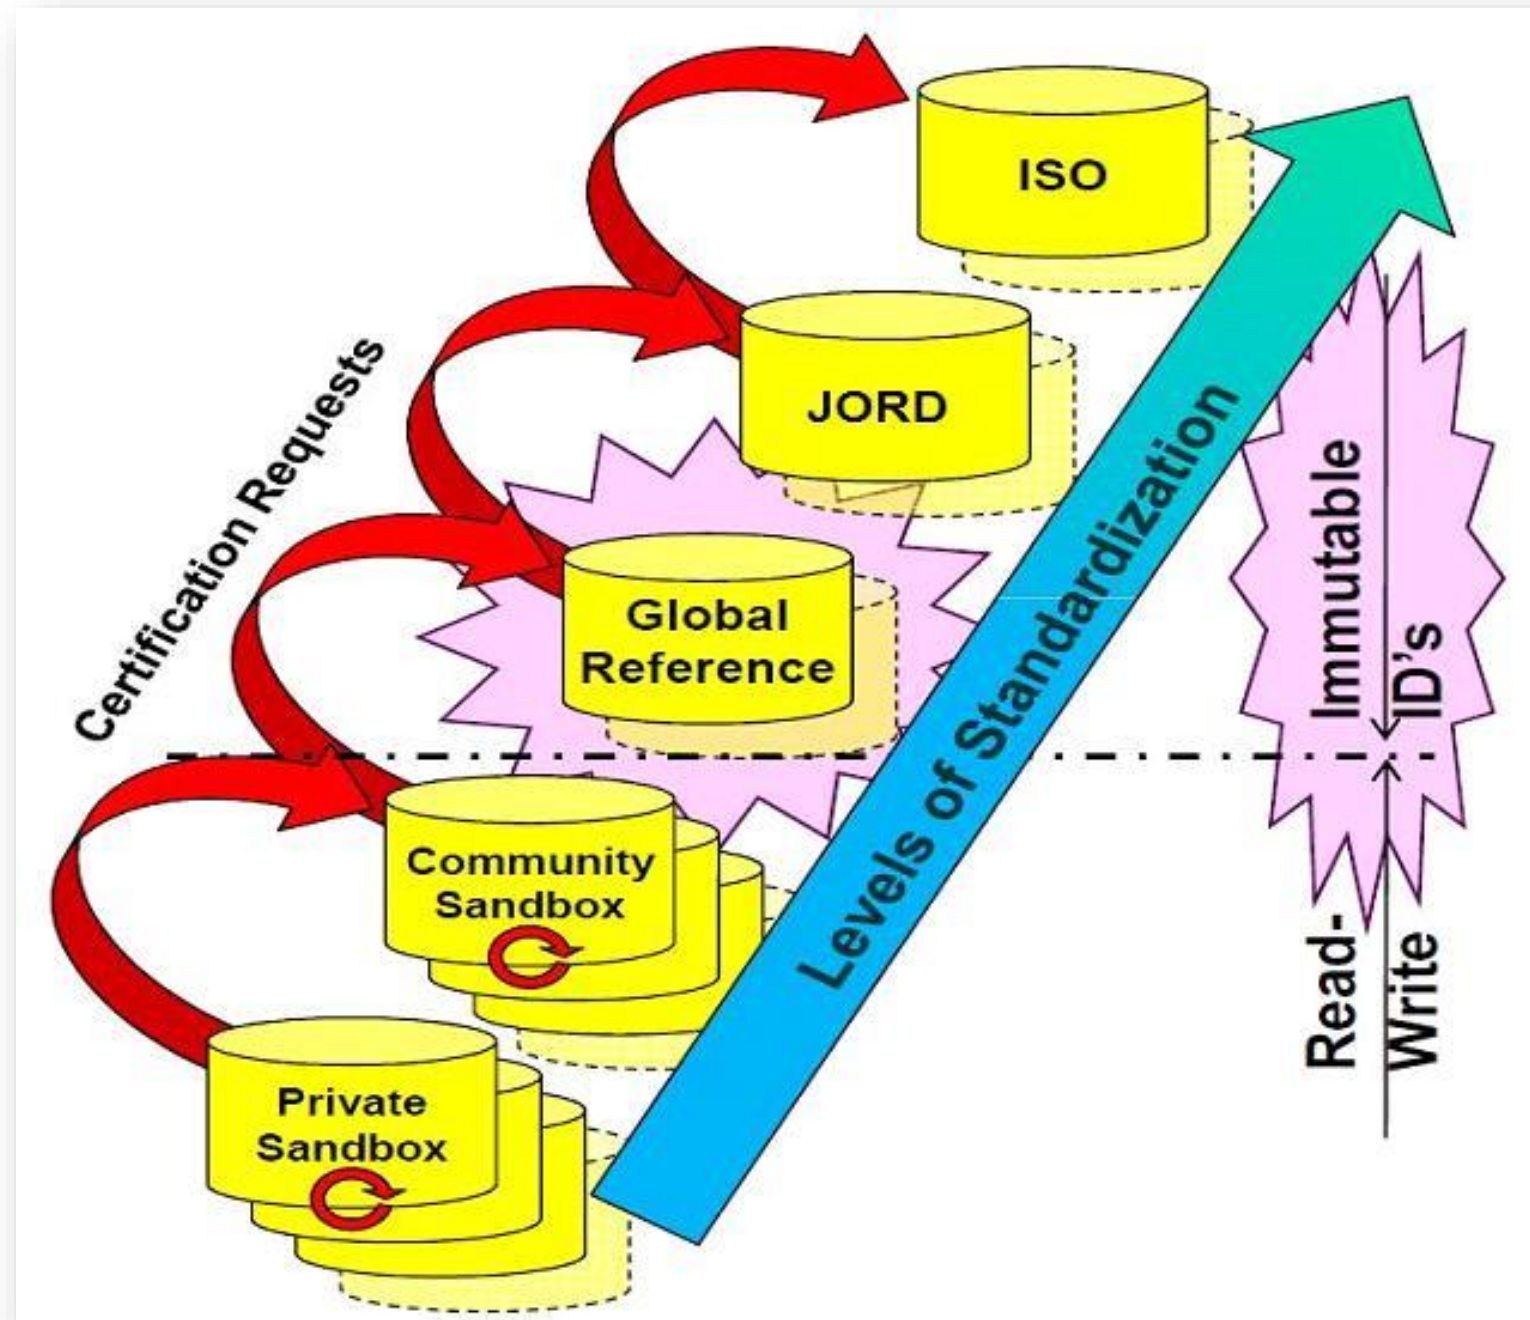 ISO
JORD
Certification Requests
Global
Reference
Levels of Standardization
Immutable
ID's
Community
Sandbox
Read-
Write
Private
Sandbox